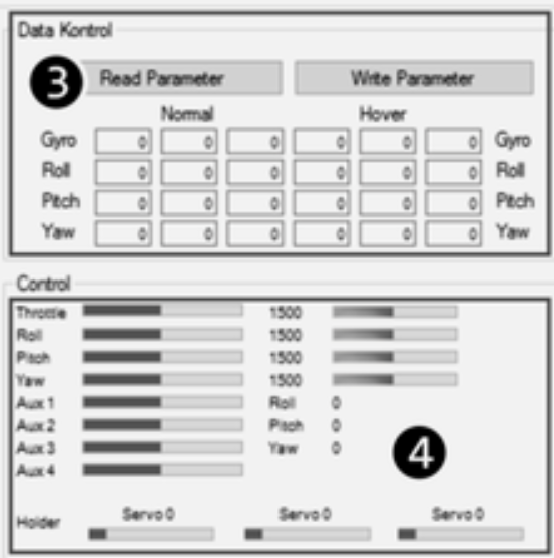 Data Kontrol
3 Read Parameter Write Parameter
Normal Hover
Gyro 0 0 0 0 0 0 Gyro
Roll 0 0 0 0 0 0 Roll
Pitch 0 0 0 0 0 0 Pitch
Yaw 0 0 0 0 0 0 Yaw
Control
Throttle 1500
Roll 1500
Pitch 1500
Yaw 1500
Aux 1 Roll 0
Aux 2 Pitch 0
Aux 3 Yaw 0
Aux 4
4
Holder Servo 0 Servo 0 Servo 0